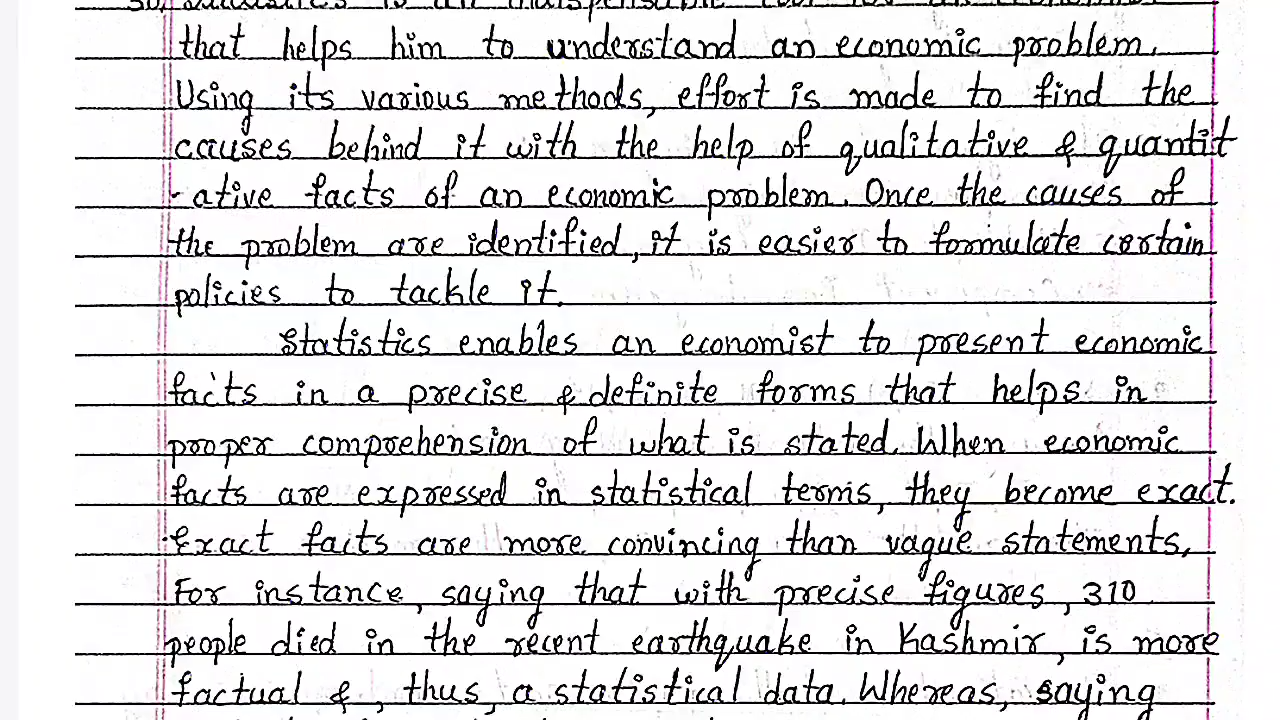 that helps him to understand an economic problem.
Using its various methods, effort is made to find the
causes behind it with the help of qualitative & quantit
-ative facts of an economic problem. Once the causes of
the problem are identified, it is easier to formulate certain
policies to tackle it.
Statistics enables an economist to present economic
facts in a precise & definite forms that helps in
proper comprehension of what is stated. When economic
facts are expressed in statistical terms, they become exact.
Exact facts are more convincing than vague statements,
For instance, saying that with precise figures, 310
people died in the recent earthquake in Kashmir, is more
factual &, thus, a statistical data. Whereas, saying